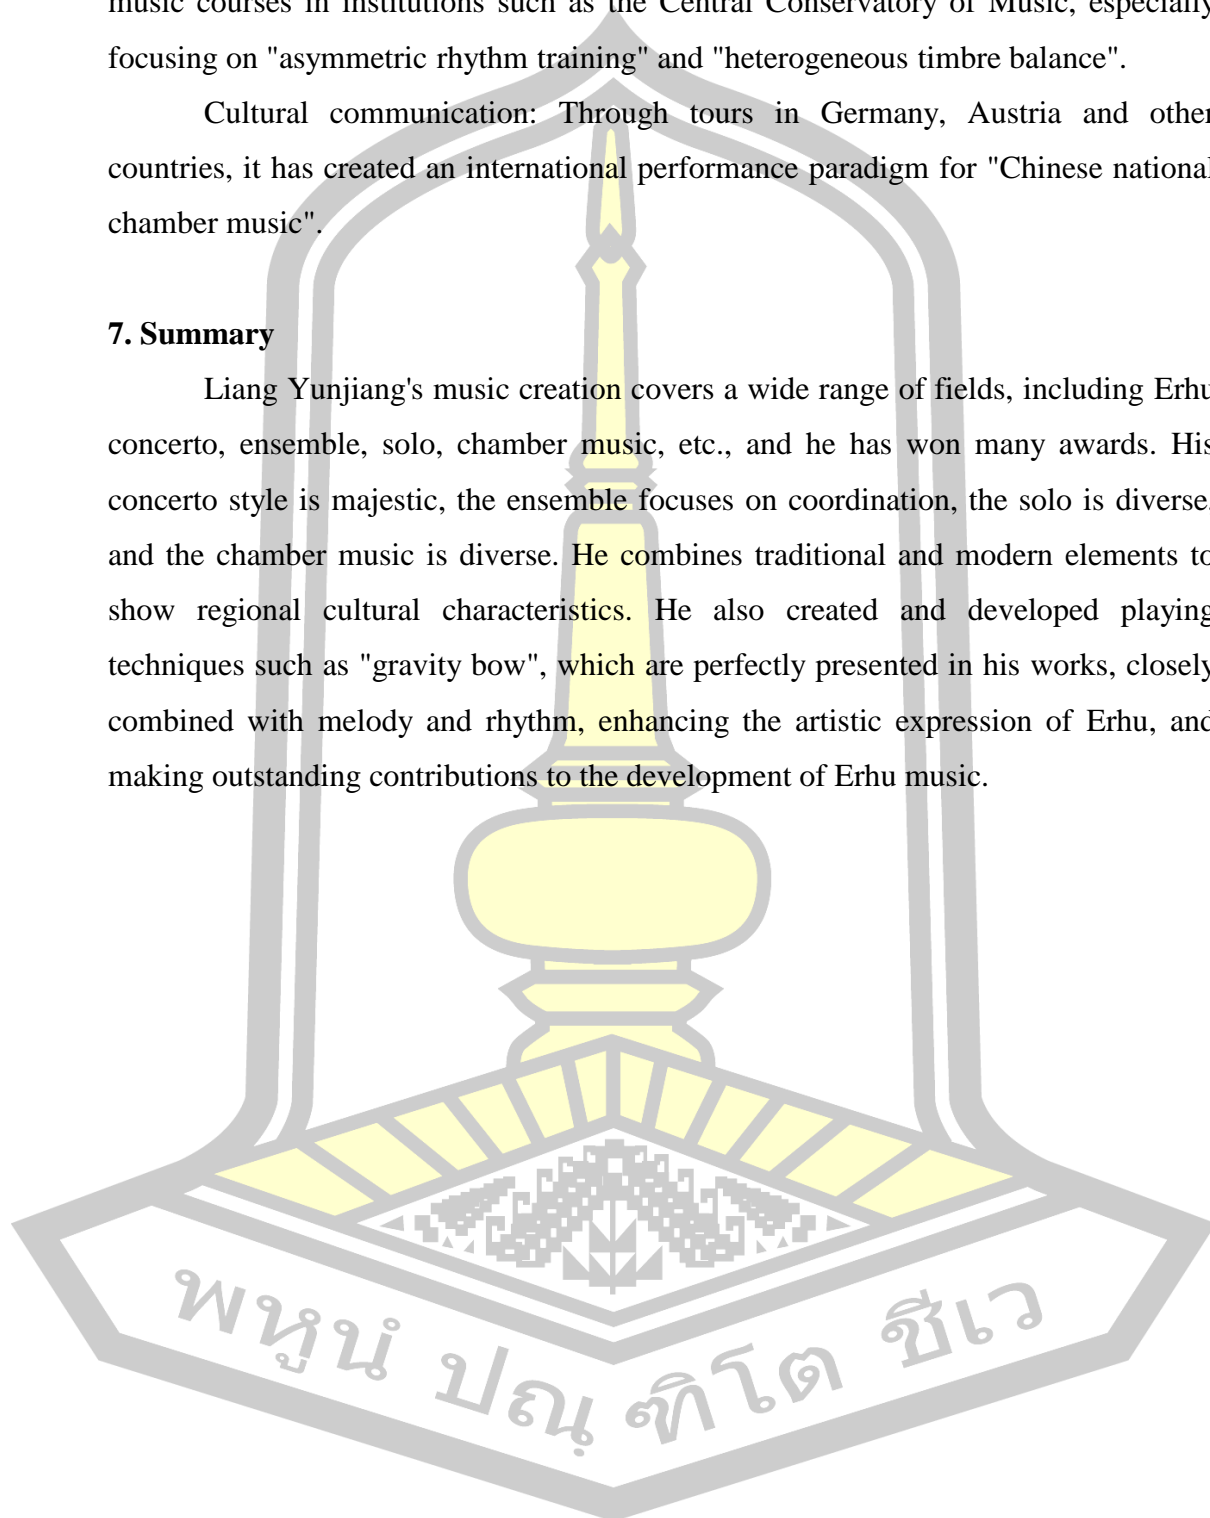 music courses in institutions such as the Central Conservatory of Music, especially
focusing on "asymmetric rhythm training" and "heterogeneous timbre balance".
Cultural communication: Through tours in Germany, Austria and other
countries, it has created an international performance paradigm for "Chinese national
chamber music".
7. Summary
Liang Yunjiang's music creation covers a wide range of fields, including Erhu
concerto, ensemble, solo, chamber music, etc., and he has won many awards. His
concerto style is majestic, the ensemble focuses on coordination, the solo is diverse,
and the chamber music is diverse. He combines traditional and modern elements to
show regional cultural characteristics. He also created and developed playing
techniques such as "gravity bow", which are perfectly presented in his works, closely
combined with melody and rhythm, enhancing the artistic expression of Erhu, and
making outstanding contributions to the development of Erhu music.
พหูนํ ปณฺฑิโต ชีเว